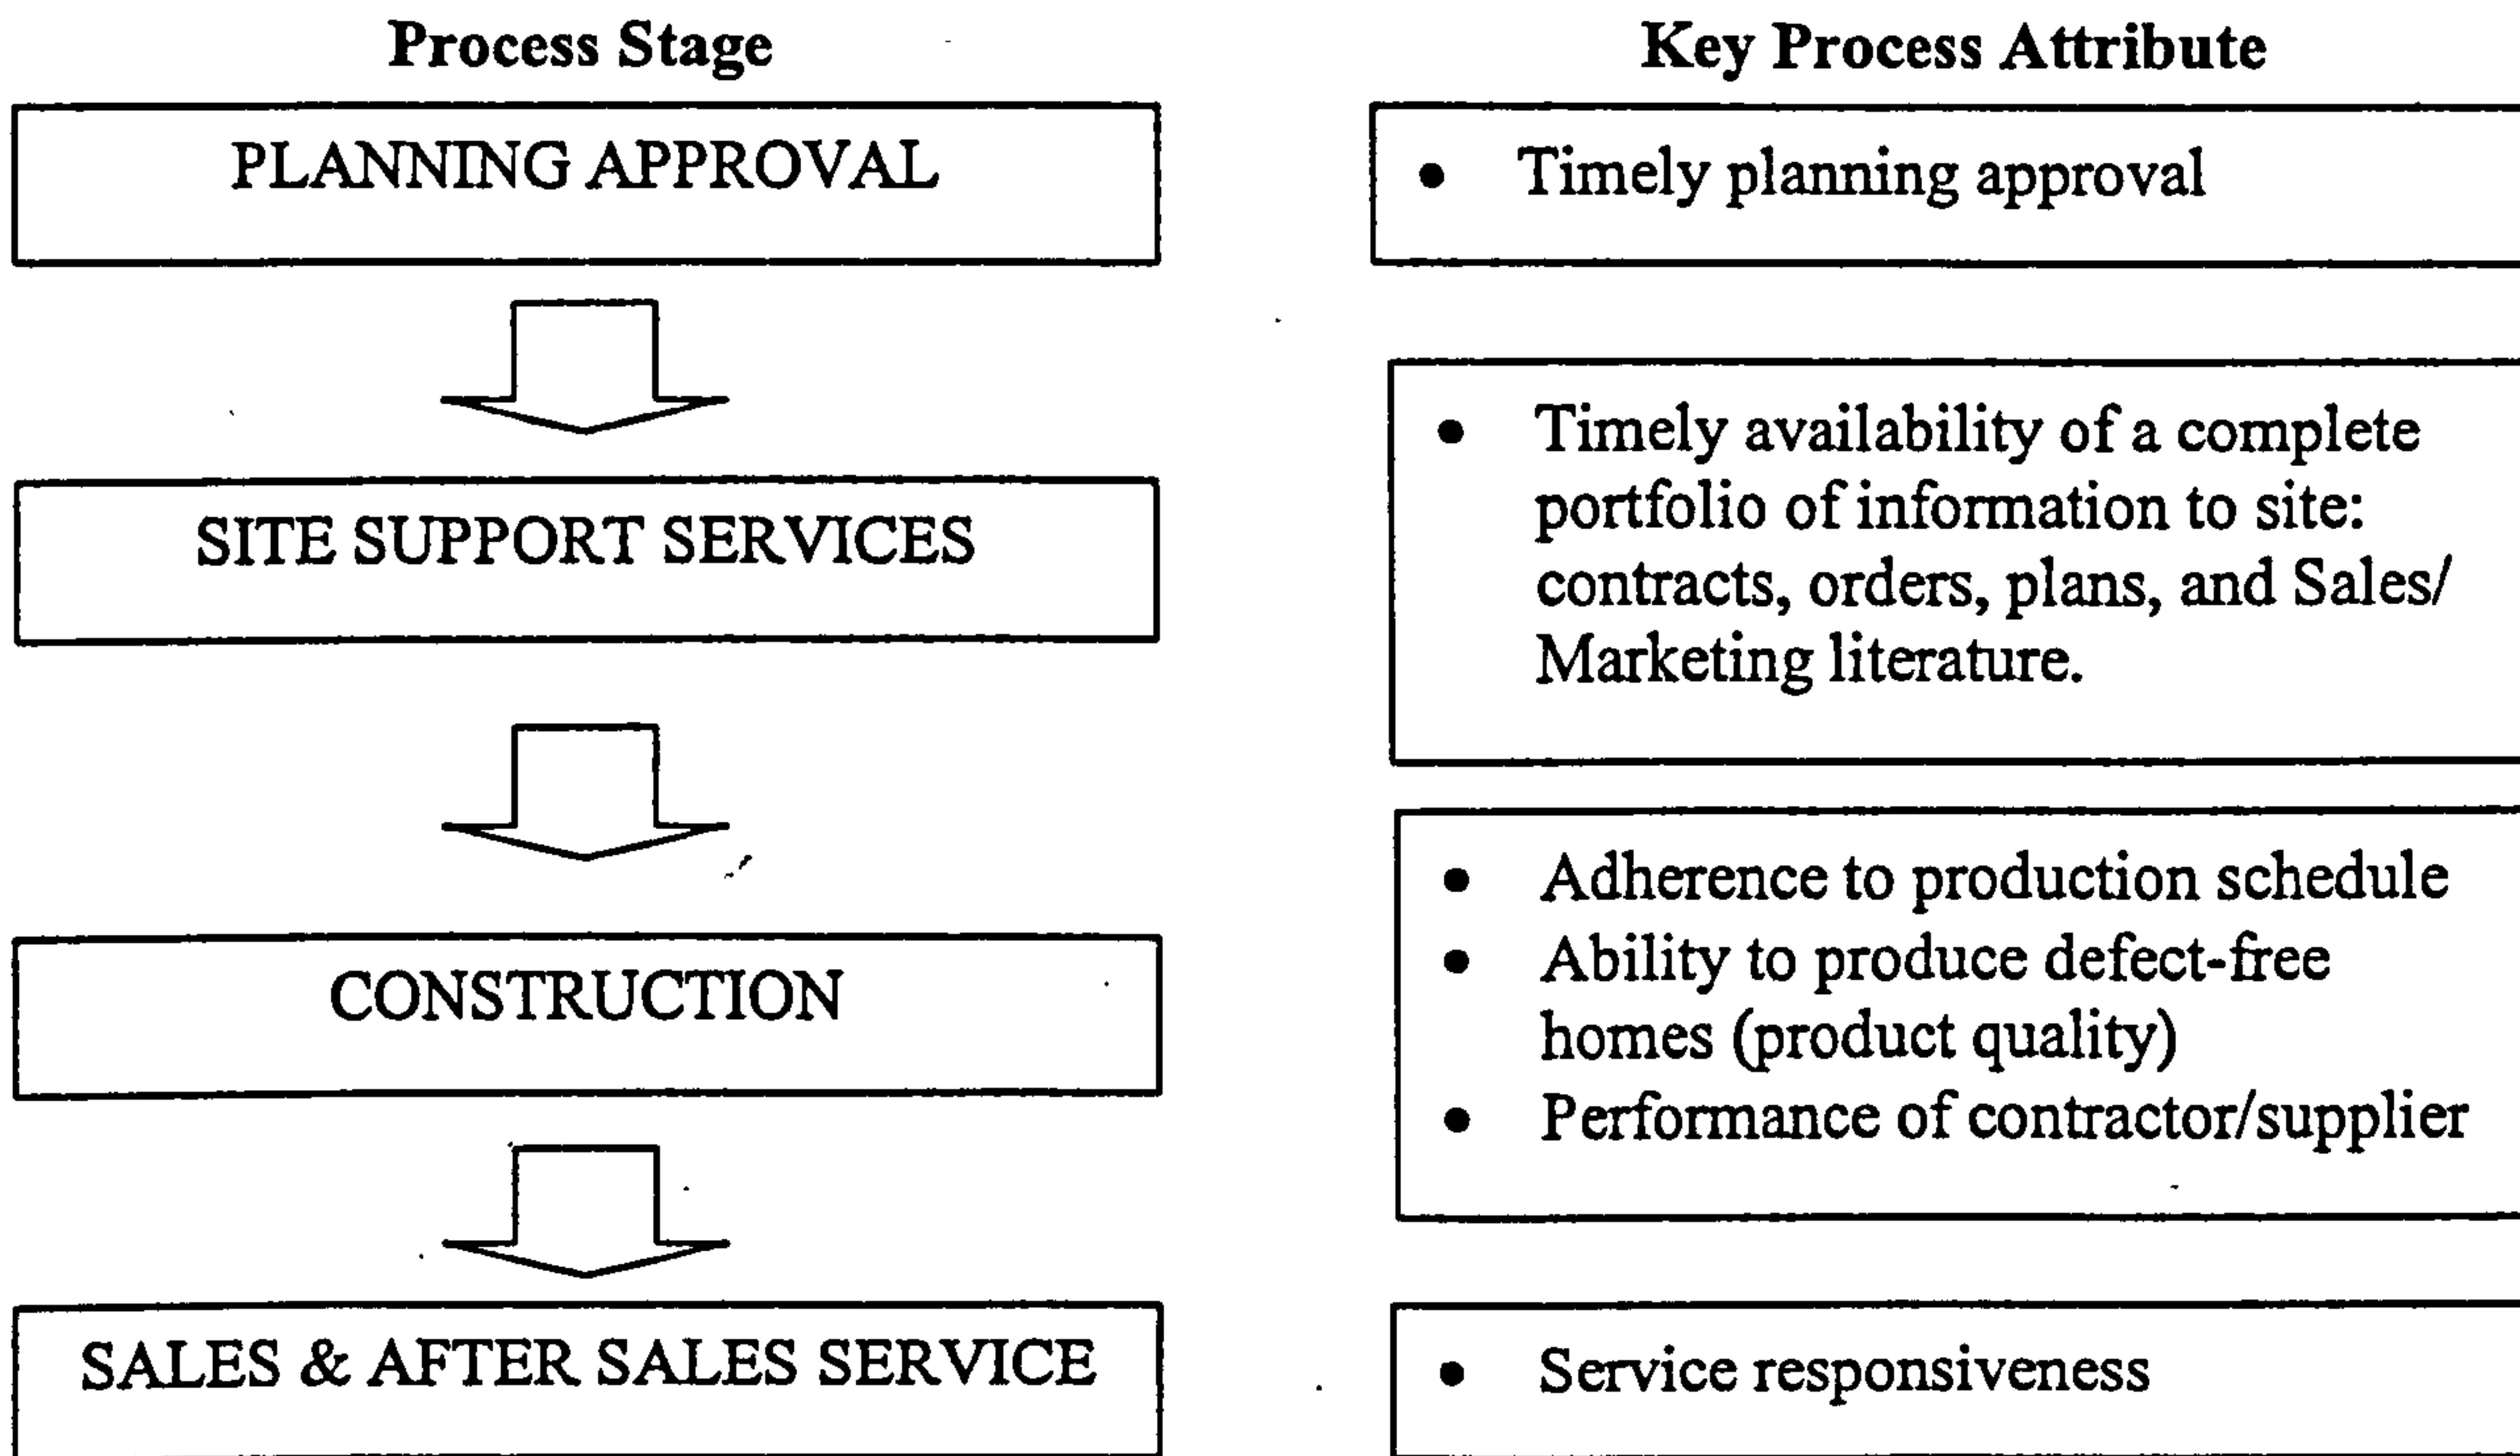 Process Stage
Key Process Attribute
PLANNING APPROVAL
• Timely planning approval
SITE SUPPORT SERVICES
• Timely availability of a complete
portfolio of information to site:
contracts, orders, plans, and Sales/
Marketing literature.
CONSTRUCTION
• Adherence to production schedule
• Ability to produce defect-free
homes (product quality)
• Performance of contractor/supplier
SALES & AFTER SALES SERVICE
• Service responsiveness